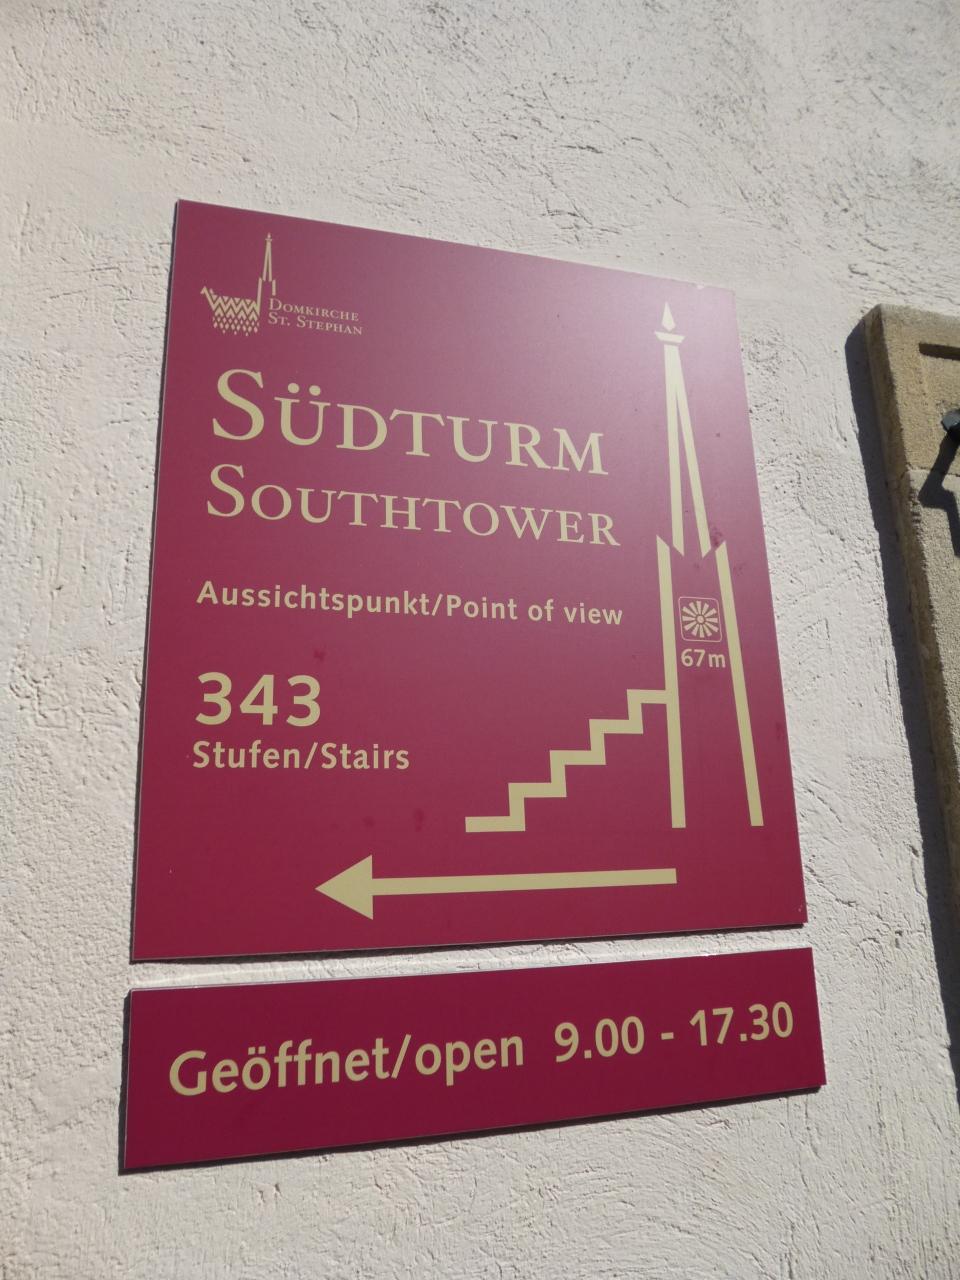 Domkirche
St. Stephan
Südturm
Southtower
Aussichtspunkt/Point of view
67m
343
Stufen/Stairs
Geöffnet/open 9.00 - 17.30